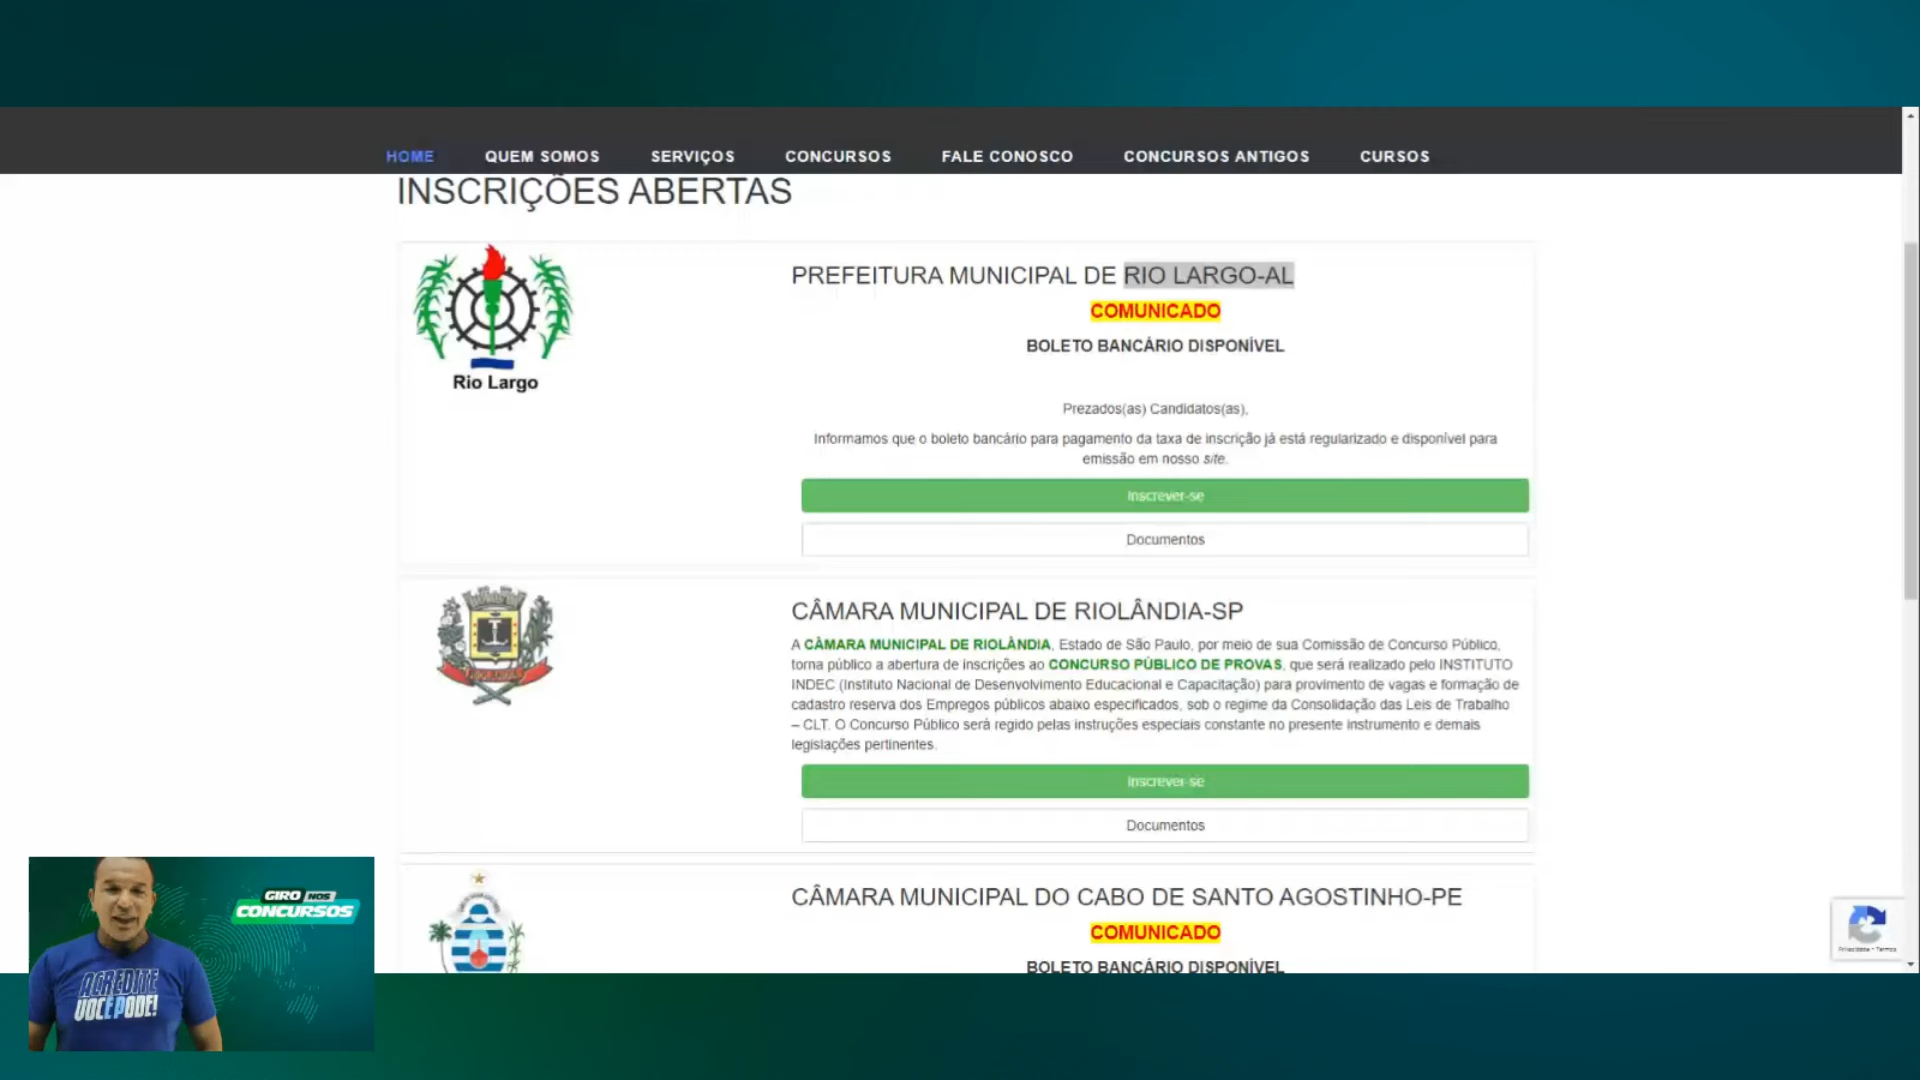 HOME QUEM SOMOS SERVIÇOS CONCURSOS FALE CONOSCO CONCURSOS ANTIGOS CURSOS
INSCRIÇÕES ABERTAS
Rio Largo
PREFEITURA MUNICIPAL DE RIO LARGO-AL
COMUNICADO
BOLETO BANCÁRIO DISPONÍVEL
Prezados(as) Candidatos(as),
Informamos que o boleto bancário para pagamento da taxa de inscrição já está regularizado e disponível para
emissão em nosso site.
Inscrever-se
Documentos
CÂMARA MUNICIPAL DE RIOLÂNDIA-SP
A CÂMARA MUNICIPAL DE RIOLÂNDIA, Estado de São Paulo, por meio de sua Comissão de Concurso Público,
torna público a abertura de inscrições ao CONCURSO PÚBLICO DE PROVAS, que será realizado pelo INSTITUTO
INDEC (Instituto Nacional de Desenvolvimento Educacional e Capacitação) para provimento de vagas e formação de
cadastro reserva dos Empregos públicos abaixo especificados, sob o regime da Consolidação das Leis de Trabalho
– CLT. O Concurso Público será regido pelas instruções especiais constante no presente instrumento e demais
legislações pertinentes.
Inscrever-se
Documentos
CÂMARA MUNICIPAL DO CABO DE SANTO AGOSTINHO-PE
COMUNICADO
BOLETO BANCÁRIO DISPONÍVEL
Privacidade - Termos
GIRO NOS
CONCURSOS
ACREDITE
VOCÊ PODE!